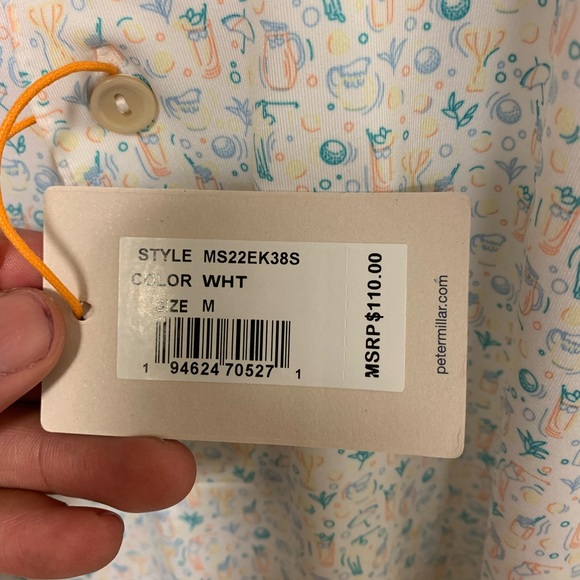 STYLE MS22EK38S
COLOR WHT
SIZE M
1 94624 70527 1
MSRP$110.00
petermillar.com